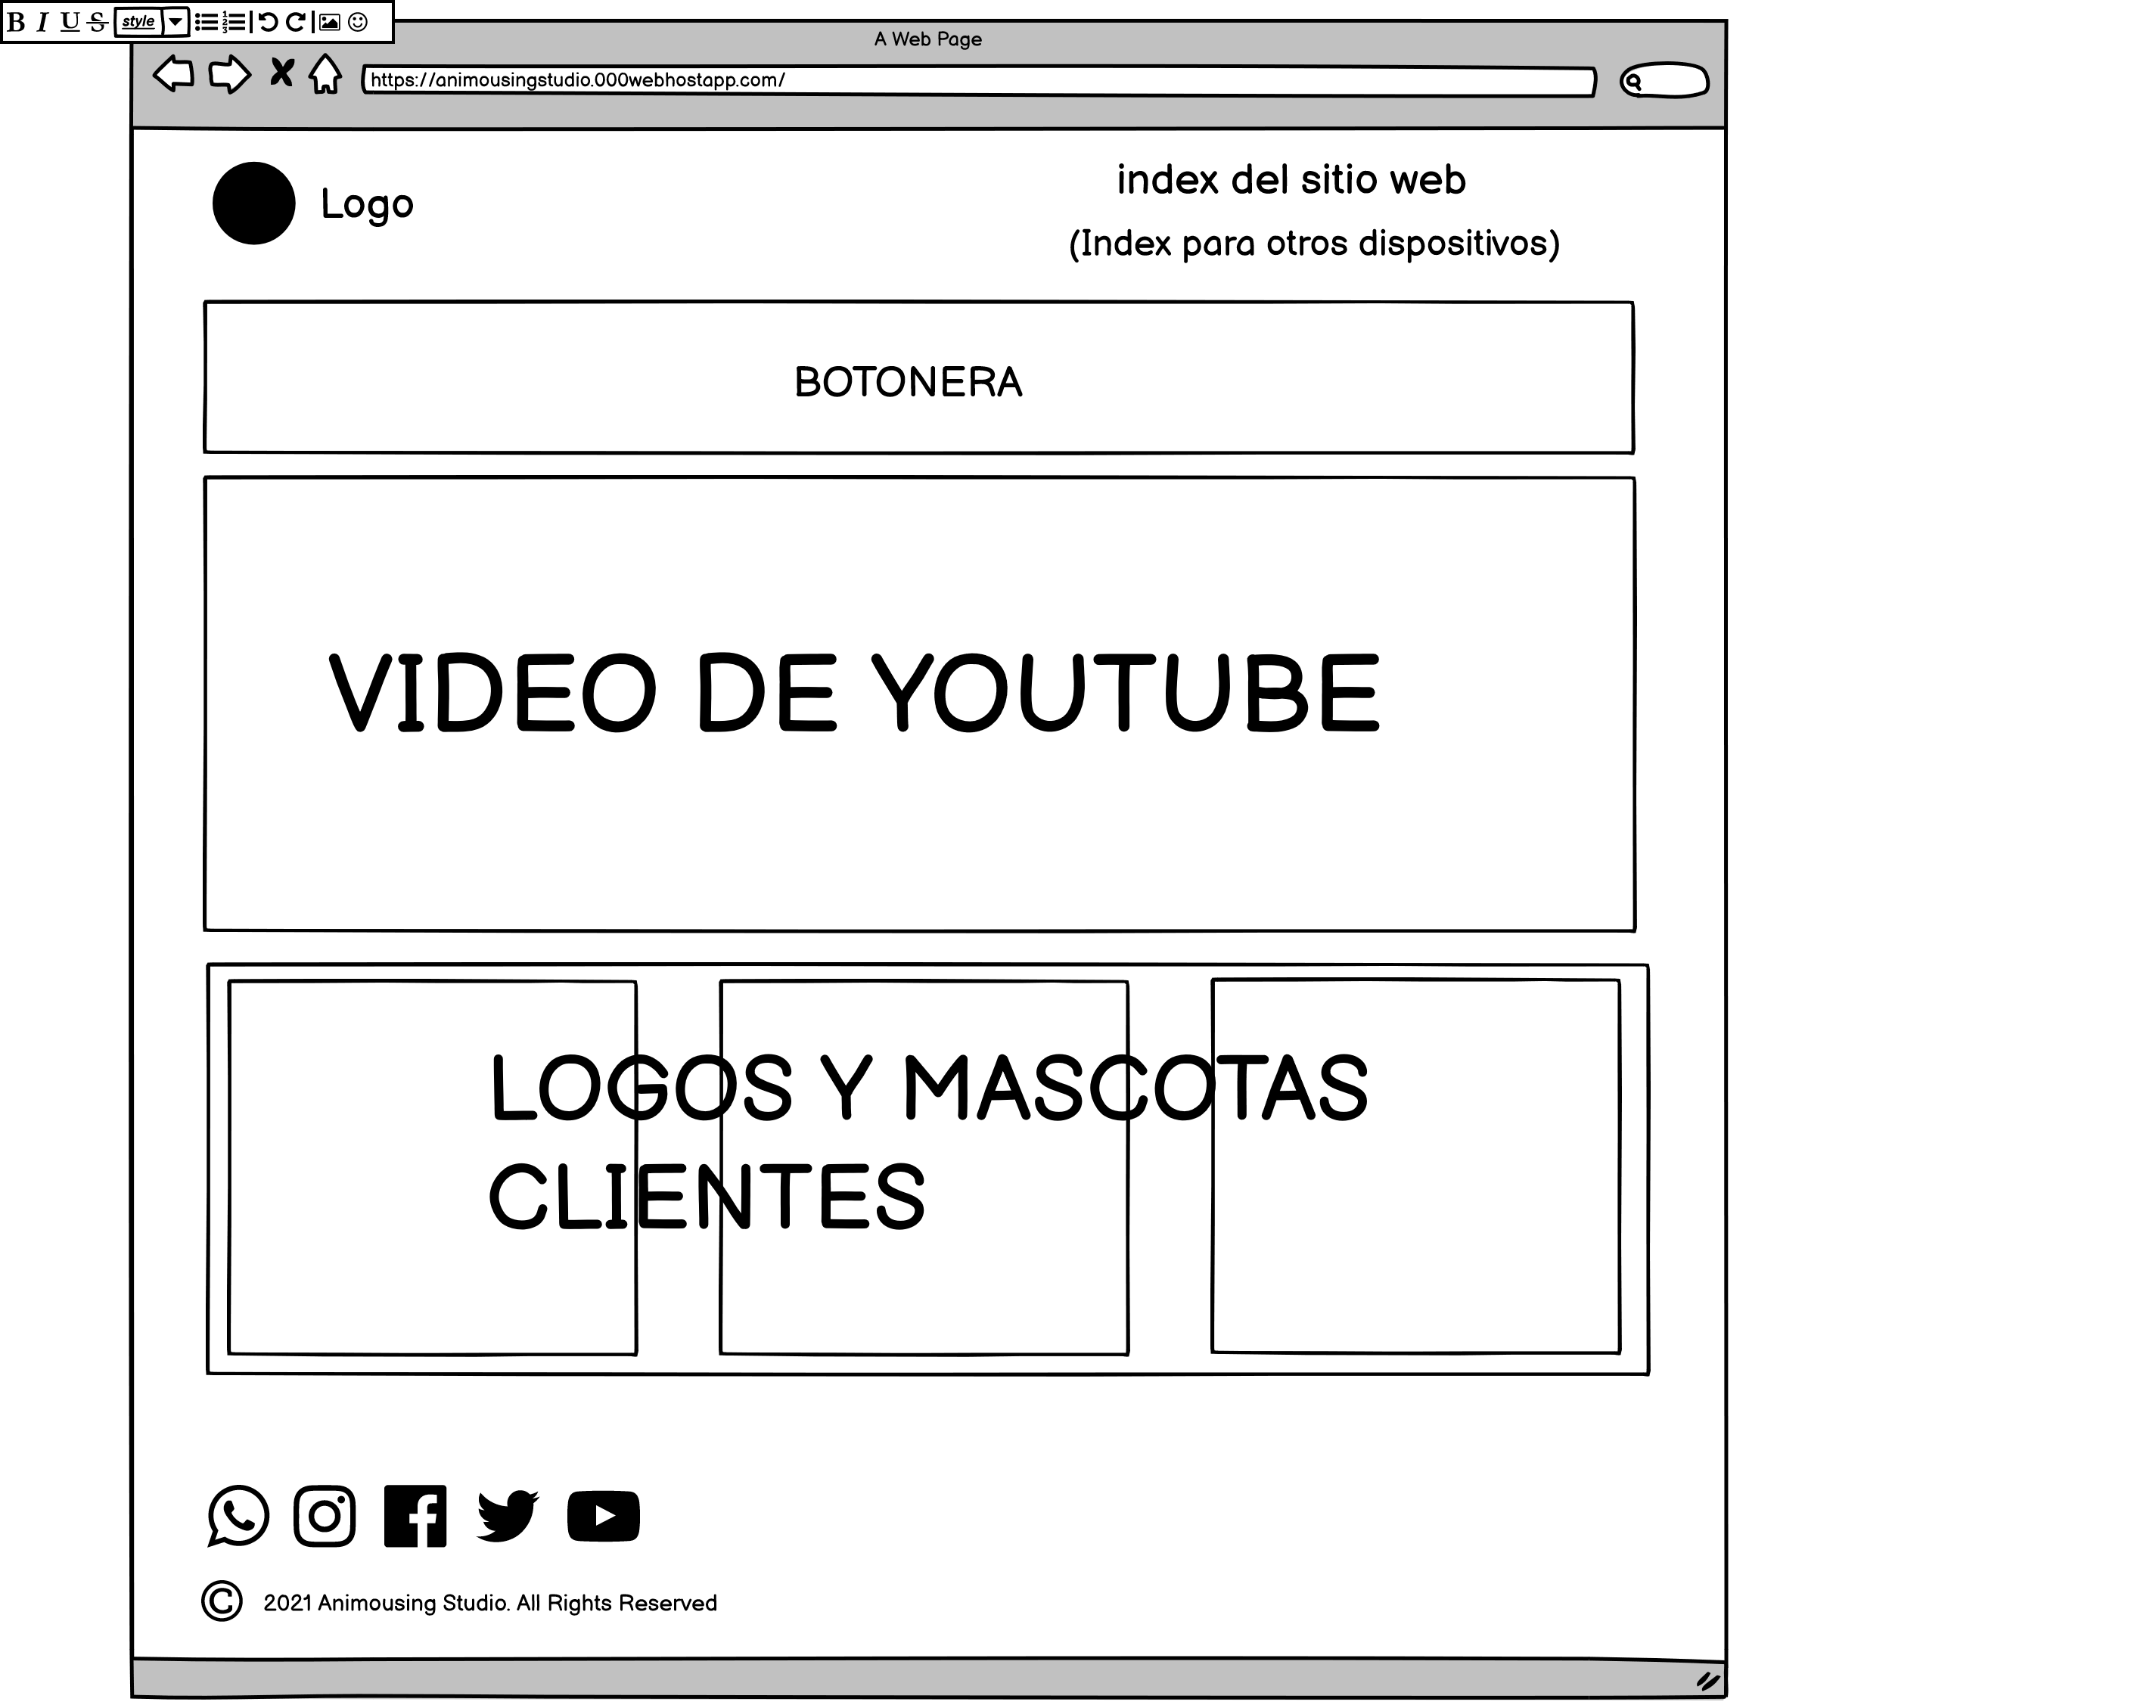 B I U S style
A Web Page
https://animousingstudio.000webhostapp.com/
Logo
index del sitio web
(Index para otros dispositivos)
BOTONERA
VIDEO DE YOUTUBE
LOGOS Y MASCOTAS
CLIENTES
© 2021 Animousing Studio. All Rights Reserved